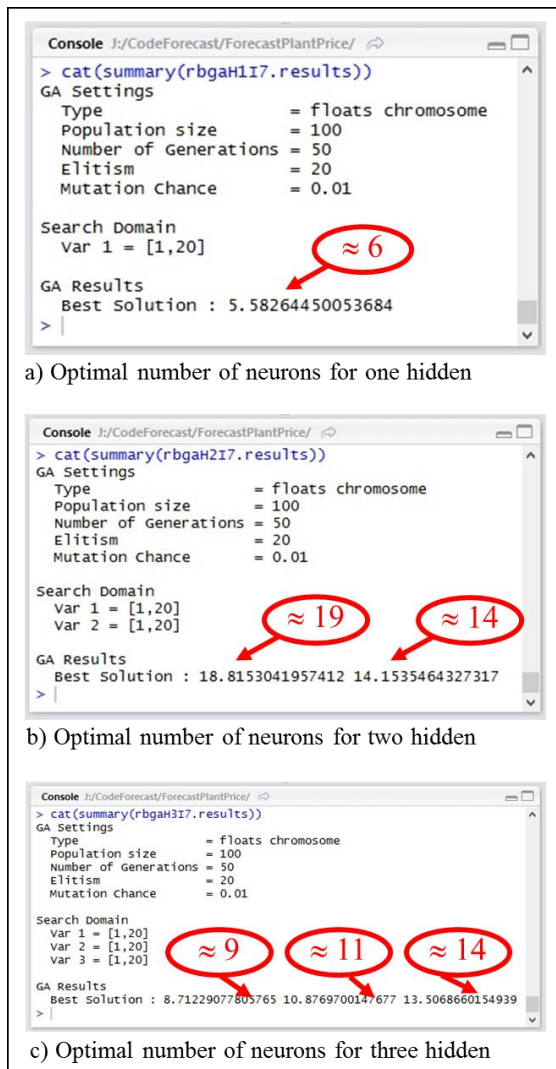 Console J:/CodeForecast/ForecastPlantPrice/
> cat(summary(rbgaH1I7.results))
GA Settings
Type = floats chromosome
Population size = 100
Number of Generations = 50
Elitism = 20
Mutation Chance = 0.01
Search Domain
Var 1 = [1,20]
≈ 6
GA Results
Best Solution : 5.58264450053684
>
a) Optimal number of neurons for one hidden
Console J:/CodeForecast/ForecastPlantPrice/
> cat(summary(rbgaH2I7.results))
GA Settings
Type = floats chromosome
Population size = 100
Number of Generations = 50
Elitism = 20
Mutation Chance = 0.01
Search Domain
Var 1 = [1,20]
Var 2 = [1,20]
≈ 19 ≈ 14
GA Results
Best Solution : 18.8153041957412 14.1535464327317
>
b) Optimal number of neurons for two hidden
Console J:/CodeForecast/ForecastPlantPrice/
> cat(summary(rbgaH3I7.results))
GA Settings
Type = floats chromosome
Population size = 100
Number of Generations = 50
Elitism = 20
Mutation Chance = 0.01
Search Domain
Var 1 = [1,20]
Var 2 = [1,20]
Var 3 = [1,20]
≈ 9 ≈ 11 ≈ 14
GA Results
Best Solution : 8.71229077805765 10.8769700147677 13.5068660154939
>
c) Optimal number of neurons for three hidden